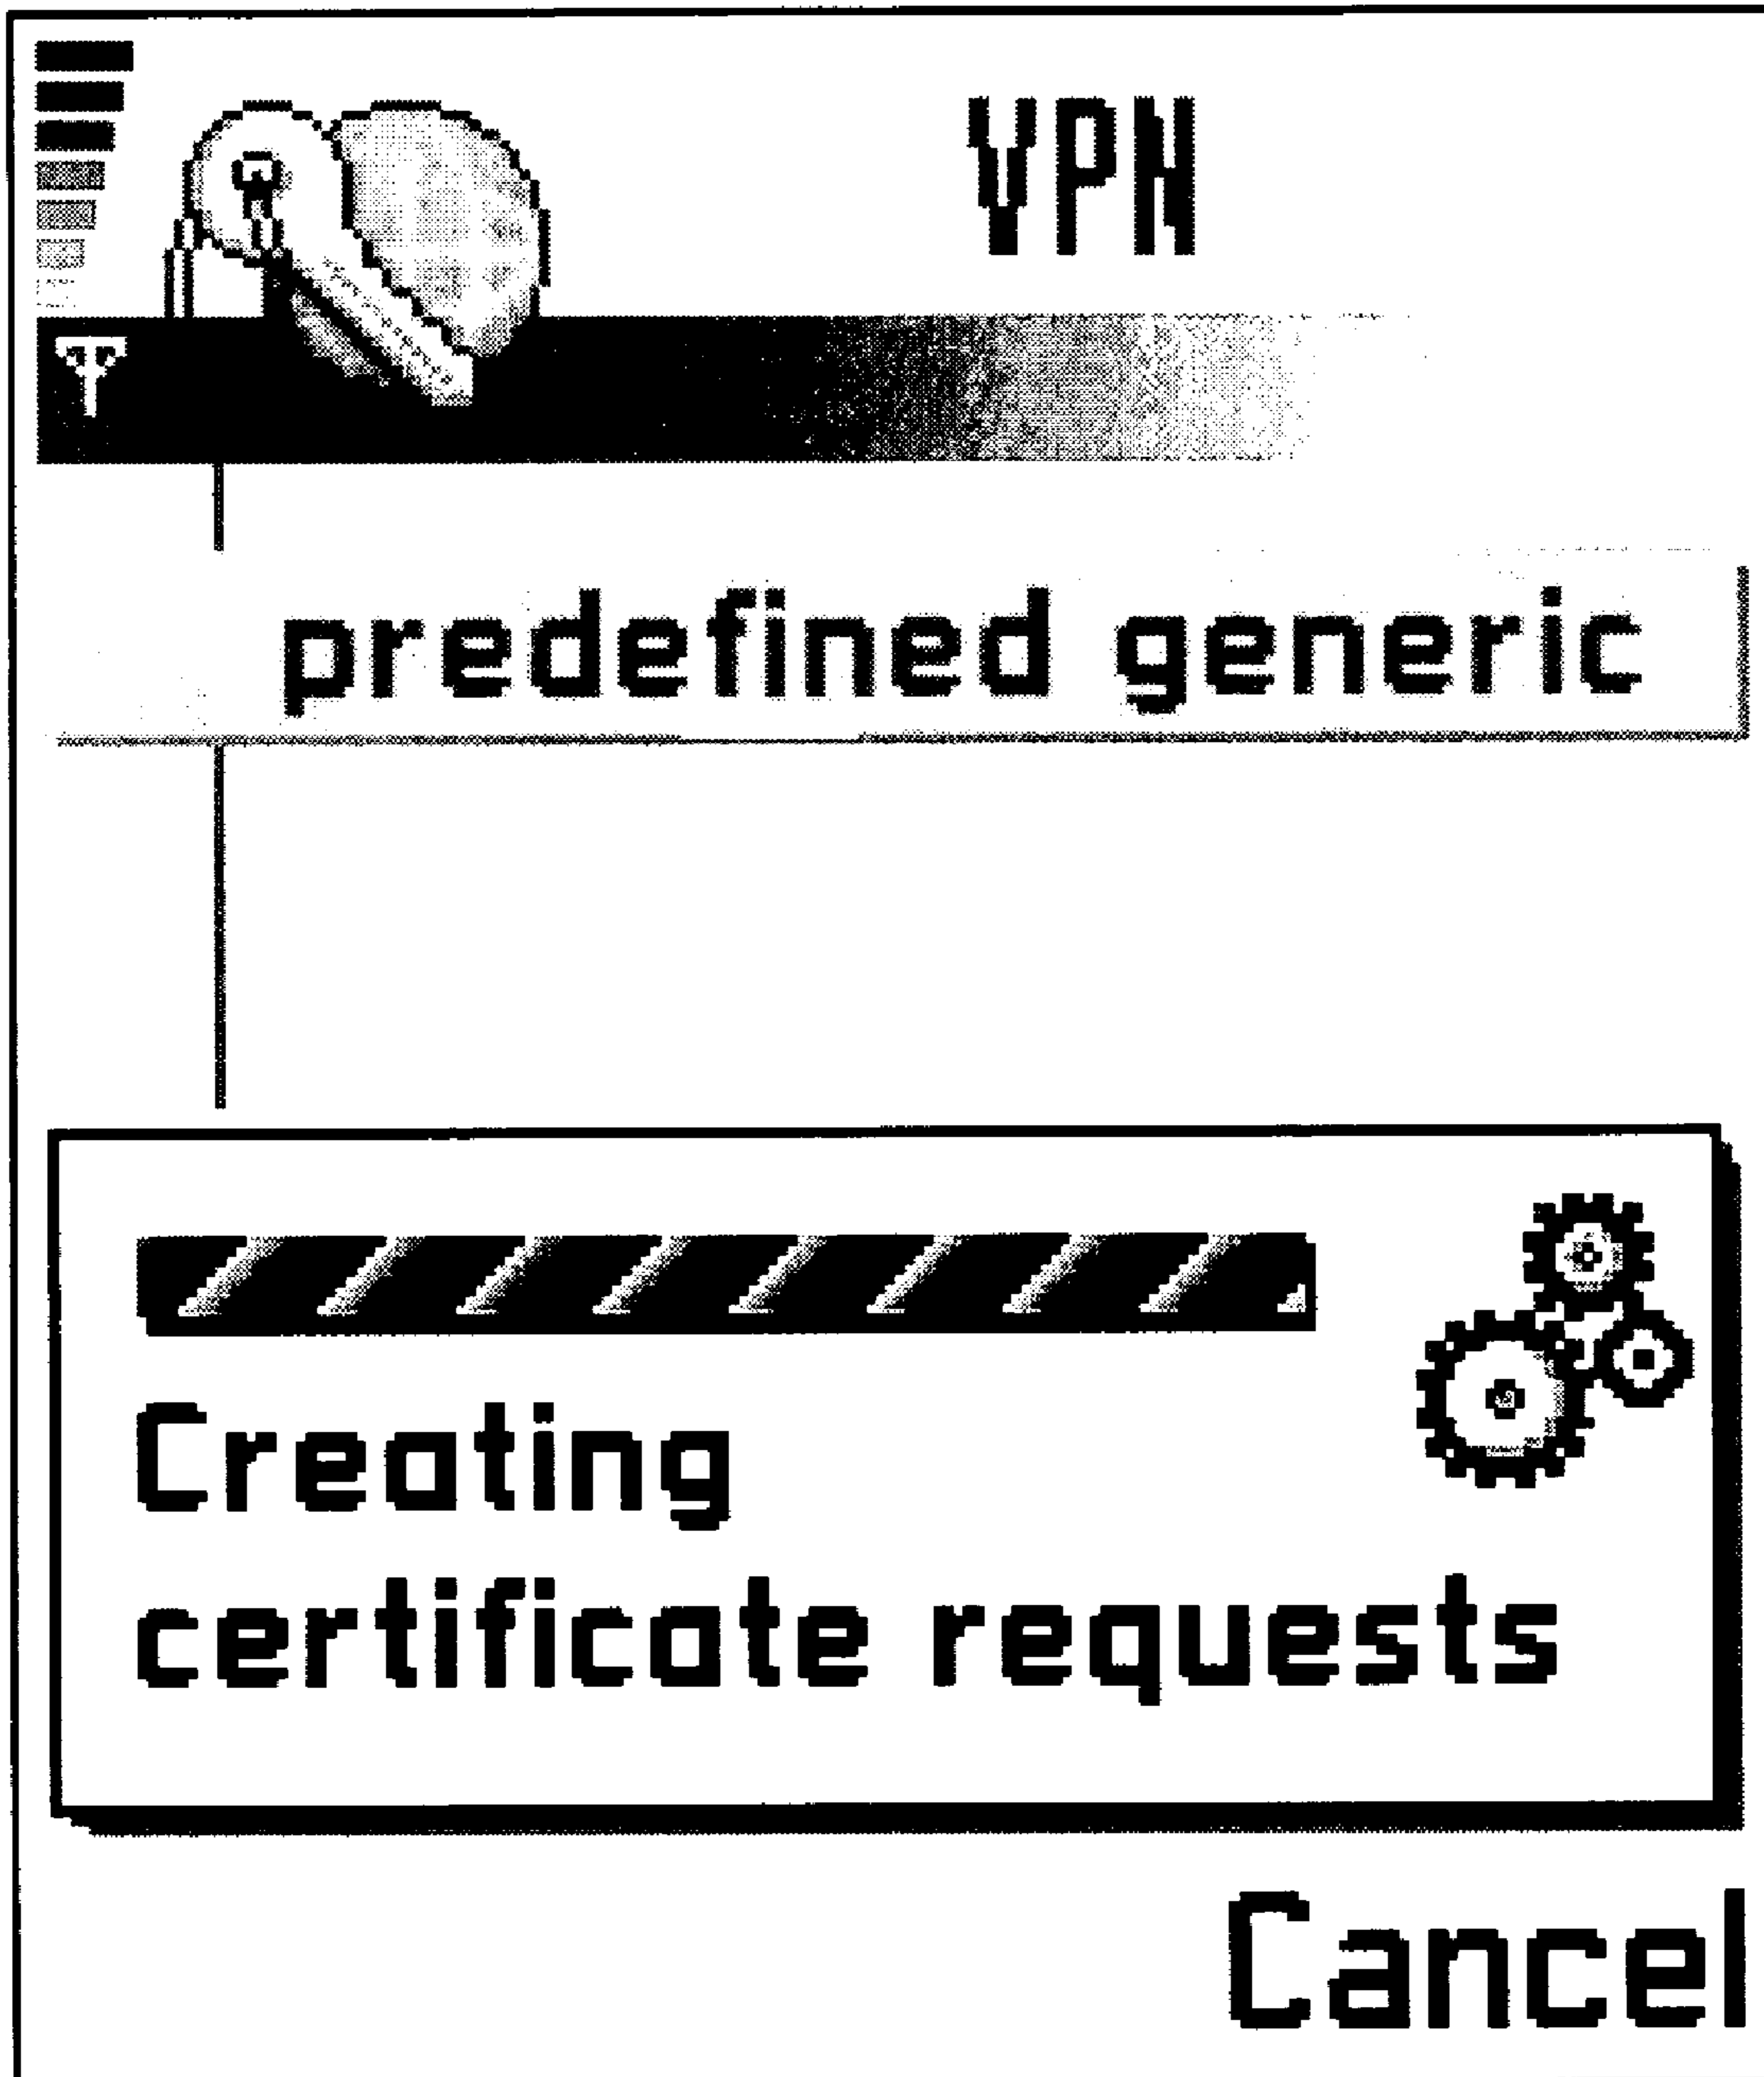 VPN
predefined generic
Creating
certificate requests
Cancel